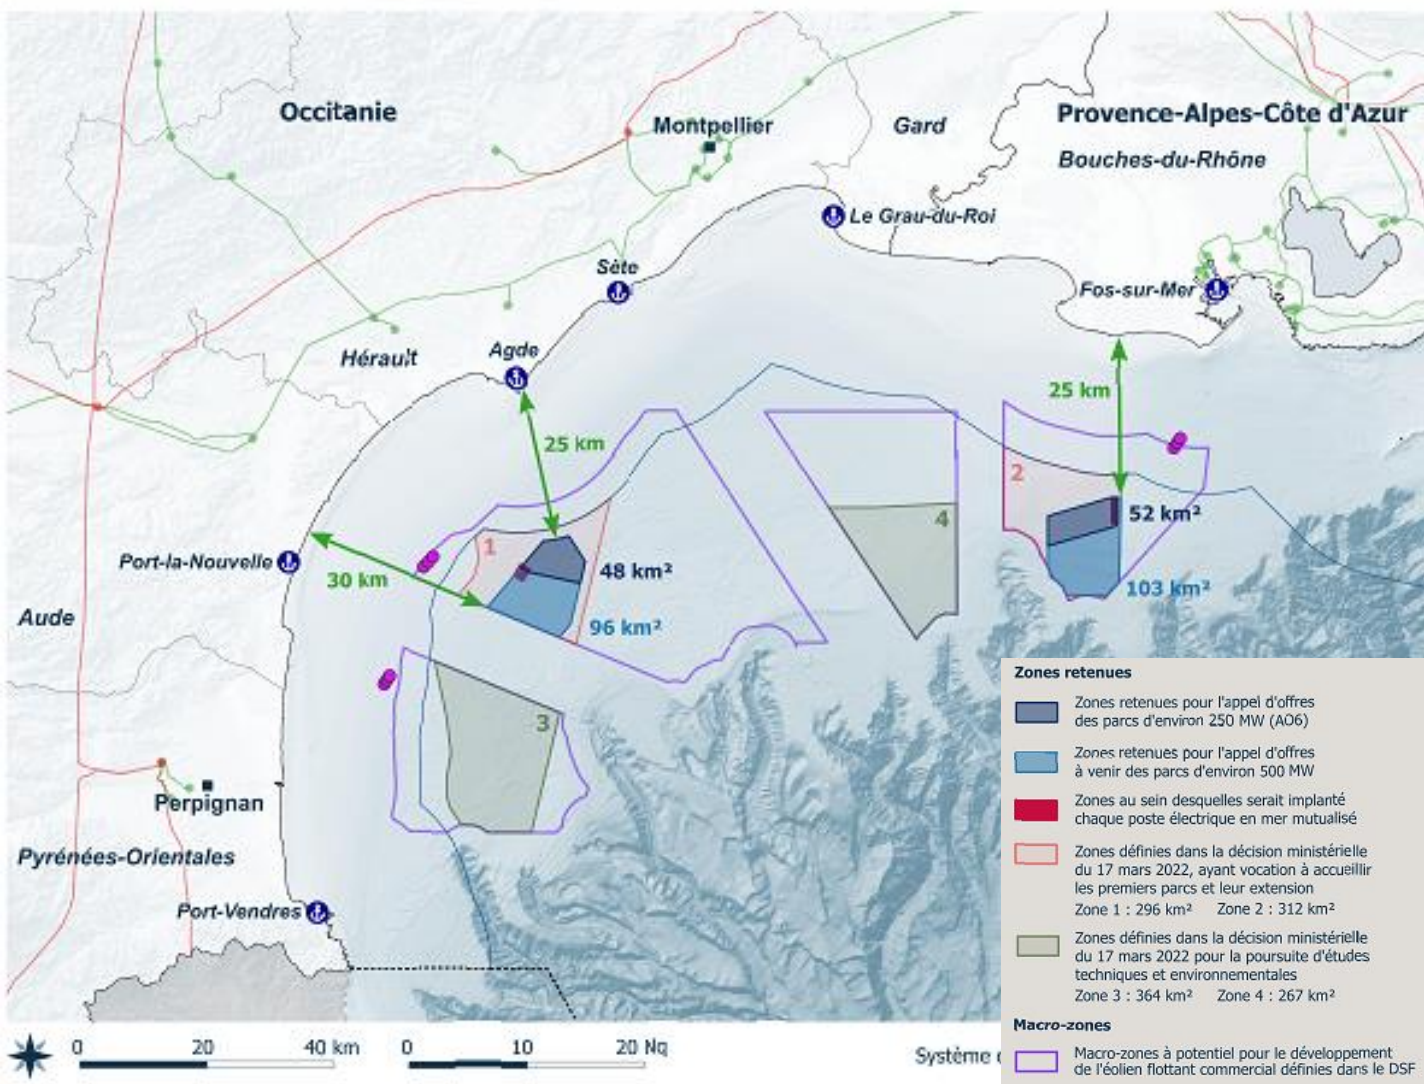 Occitanie
Montpellier
Gard
Provence-Alpes-Côte d'Azur
Bouches-du-Rhône
Le Grau-du-Roi
Sète
Fos-sur-Mer
Hérault
Agde
25 km
25 km
2
4
52 km²
1
Port-la-Nouvelle
30 km
48 km²
103 km²
96 km²
Aude
3
Perpignan
Pyrénées-Orientales
Port-Vendres
Zones retenues
Zones retenues pour l'appel d'offres
des parcs d'environ 250 MW (AO6)
Zones retenues pour l'appel d'offres
à venir des parcs d'environ 500 MW
Zones au sein desquelles serait implanté
chaque poste électrique en mer mutualisé
Zones définies dans la décision ministérielle
du 17 mars 2022, ayant vocation à accueillir
les premiers parcs et leur extension
Zone 1 : 296 km² Zone 2 : 312 km²
Zones définies dans la décision ministérielle
du 17 mars 2022 pour la poursuite d'études
techniques et environnementales
Zone 3 : 364 km² Zone 4 : 267 km²
Macro-zones
Macro-zones à potentiel pour le développement
de l'éolien flottant commercial définies dans le DSF
0 20 40 km
0 10 20 Nq
Système